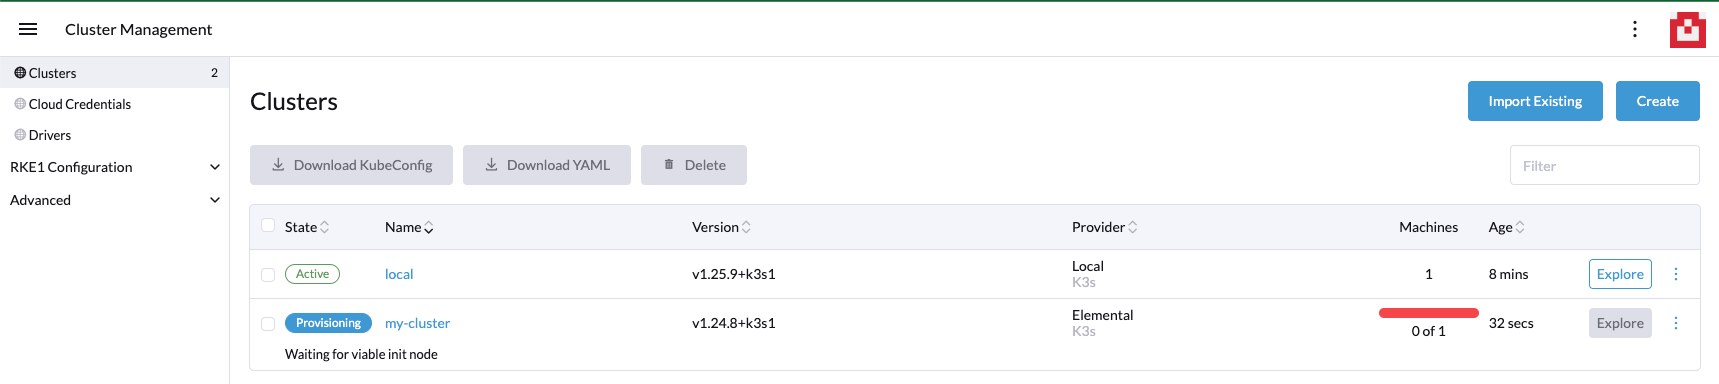 Cluster Management
Clusters 2
Cloud Credentials
Drivers
RKE1 Configuration
Advanced
Clusters
Import Existing Create
Download KubeConfig Download YAML Delete Filter
State Name Version Provider Machines Age
Active local v1.25.9+k3s1 Local K3s 1 8 mins Explore
Provisioning my-cluster v1.24.8+k3s1 Elemental K3s 0 of 1 32 secs Explore
Waiting for viable init node